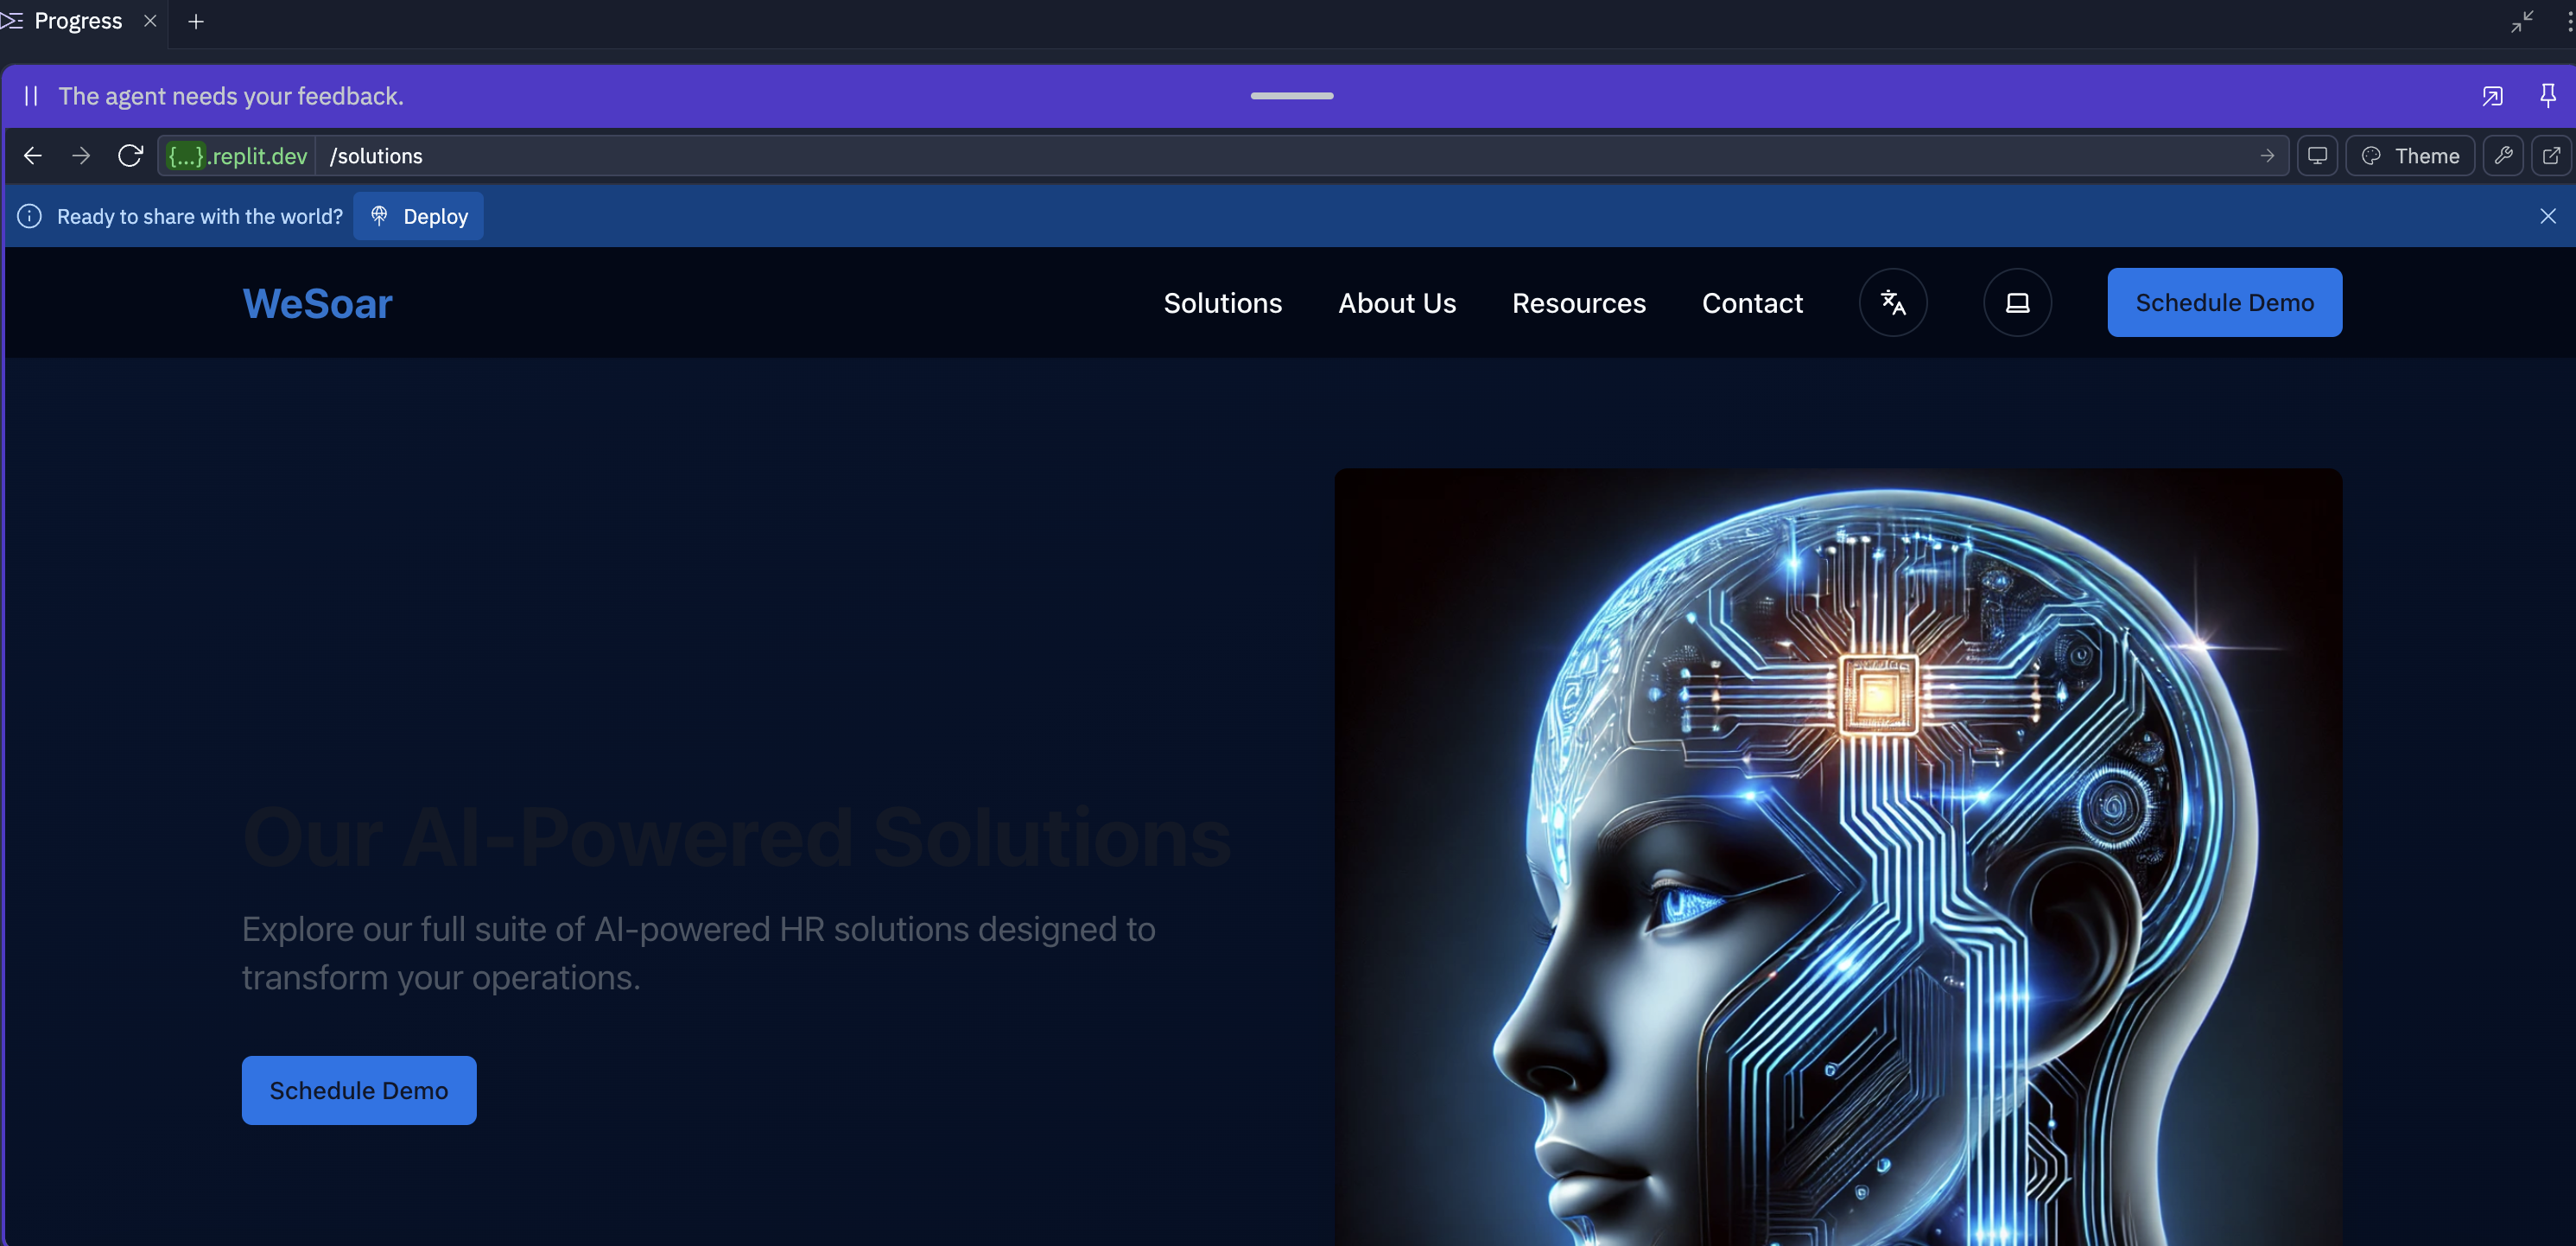 Progress
The agent needs your feedback.
{...}.replit.dev /solutions
Theme
Ready to share with the world? Deploy
WeSoar Solutions About Us Resources Contact Schedule Demo
Our AI-Powered Solutions
Explore our full suite of AI-powered HR solutions designed to
transform your operations.
Schedule Demo